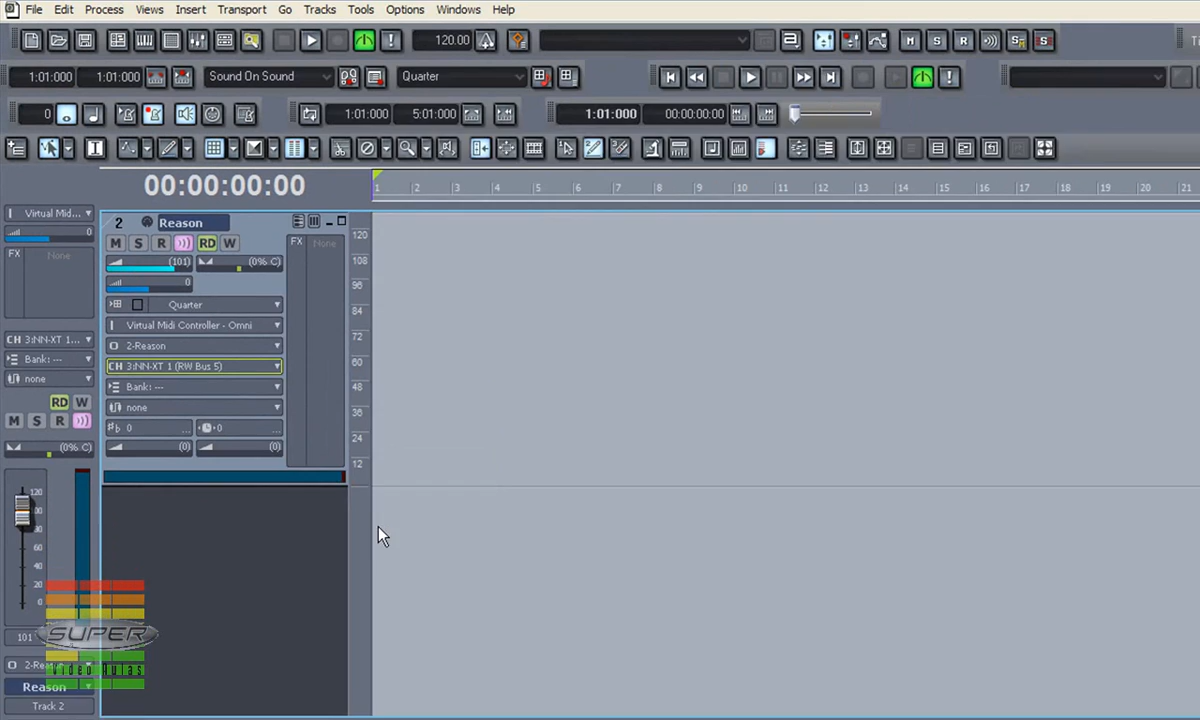 File Edit Process Views Insert Transport Go Tracks Tools Options Windows Help
120.00
1:01:000 1:01:000 Sound On Sound Quarter
M S R
0 1:01:000 5:01:000 1:01:000 00:00:00:00
00:00:00:00
1 2 3 4 5 6 7 8 9 10 11 12 13 14 15 16 17 18 19 20 21
Virtual Mid...
0
FX None
CH 3:NN-XT 1...
Bank: ---
none
RD W
M S R
(0% C)
120
80
60
40
20
0
101
2-Reason
Reason
Track 2
2 Reason
M S R RD W
(101) (0% C)
0
Quarter
Virtual Midi Controller - Omni
2-Reason
CH 3:NN-XT 1 (RW Bus 5)
Bank: ---
none
0 ... 0 ...
(0) (0)
FX None
120
108
96
84
72
60
48
36
24
12
SUPER
Video Aulas